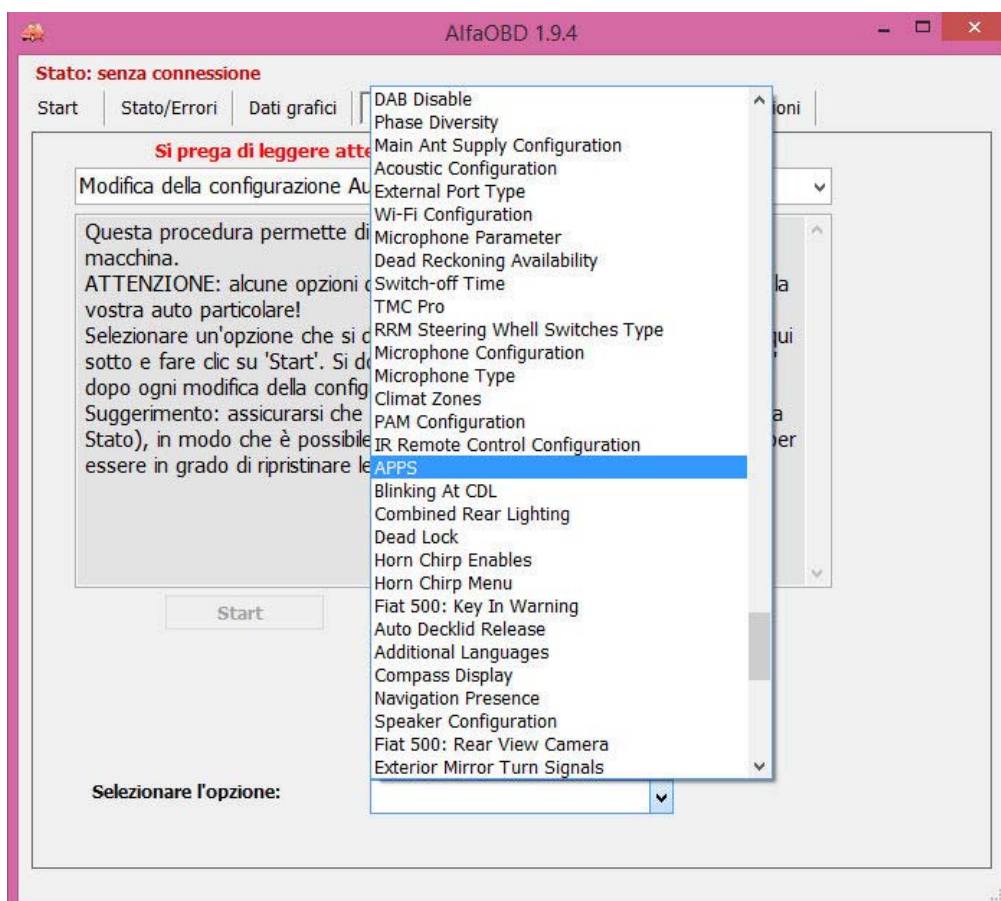 AlfaOBD 1.9.4
Stato: senza connessione
Start
Stato/Errori
Dati grafici
ioni
Si prega di leggere atte
Modifica della configurazione Au
Questa procedura permette di
macchina.
ATTENZIONE: alcune opzioni
la
vostra auto particolare!
Selezionare un'opzione che si d
qui
sotto e fare clic su 'Start'. Si do
dopo ogni modifica della config
Suggerimento: assicurarsi che
a
Stato), in modo che è possibile
per
essere in grado di ripristinare le
Start
DAB Disable
Phase Diversity
Main Ant Supply Configuration
Acoustic Configuration
External Port Type
Wi-Fi Configuration
Microphone Parameter
Dead Reckoning Availability
Switch-off Time
TMC Pro
RRM Steering Whell Switches Type
Microphone Configuration
Microphone Type
Climat Zones
PAM Configuration
IR Remote Control Configuration
APPS
Blinking At CDL
Combined Rear Lighting
Dead Lock
Horn Chirp Enables
Horn Chirp Menu
Fiat 500: Key In Warning
Auto Decklid Release
Additional Languages
Compass Display
Navigation Presence
Speaker Configuration
Fiat 500: Rear View Camera
Exterior Mirror Turn Signals
Selezionare l'opzione: